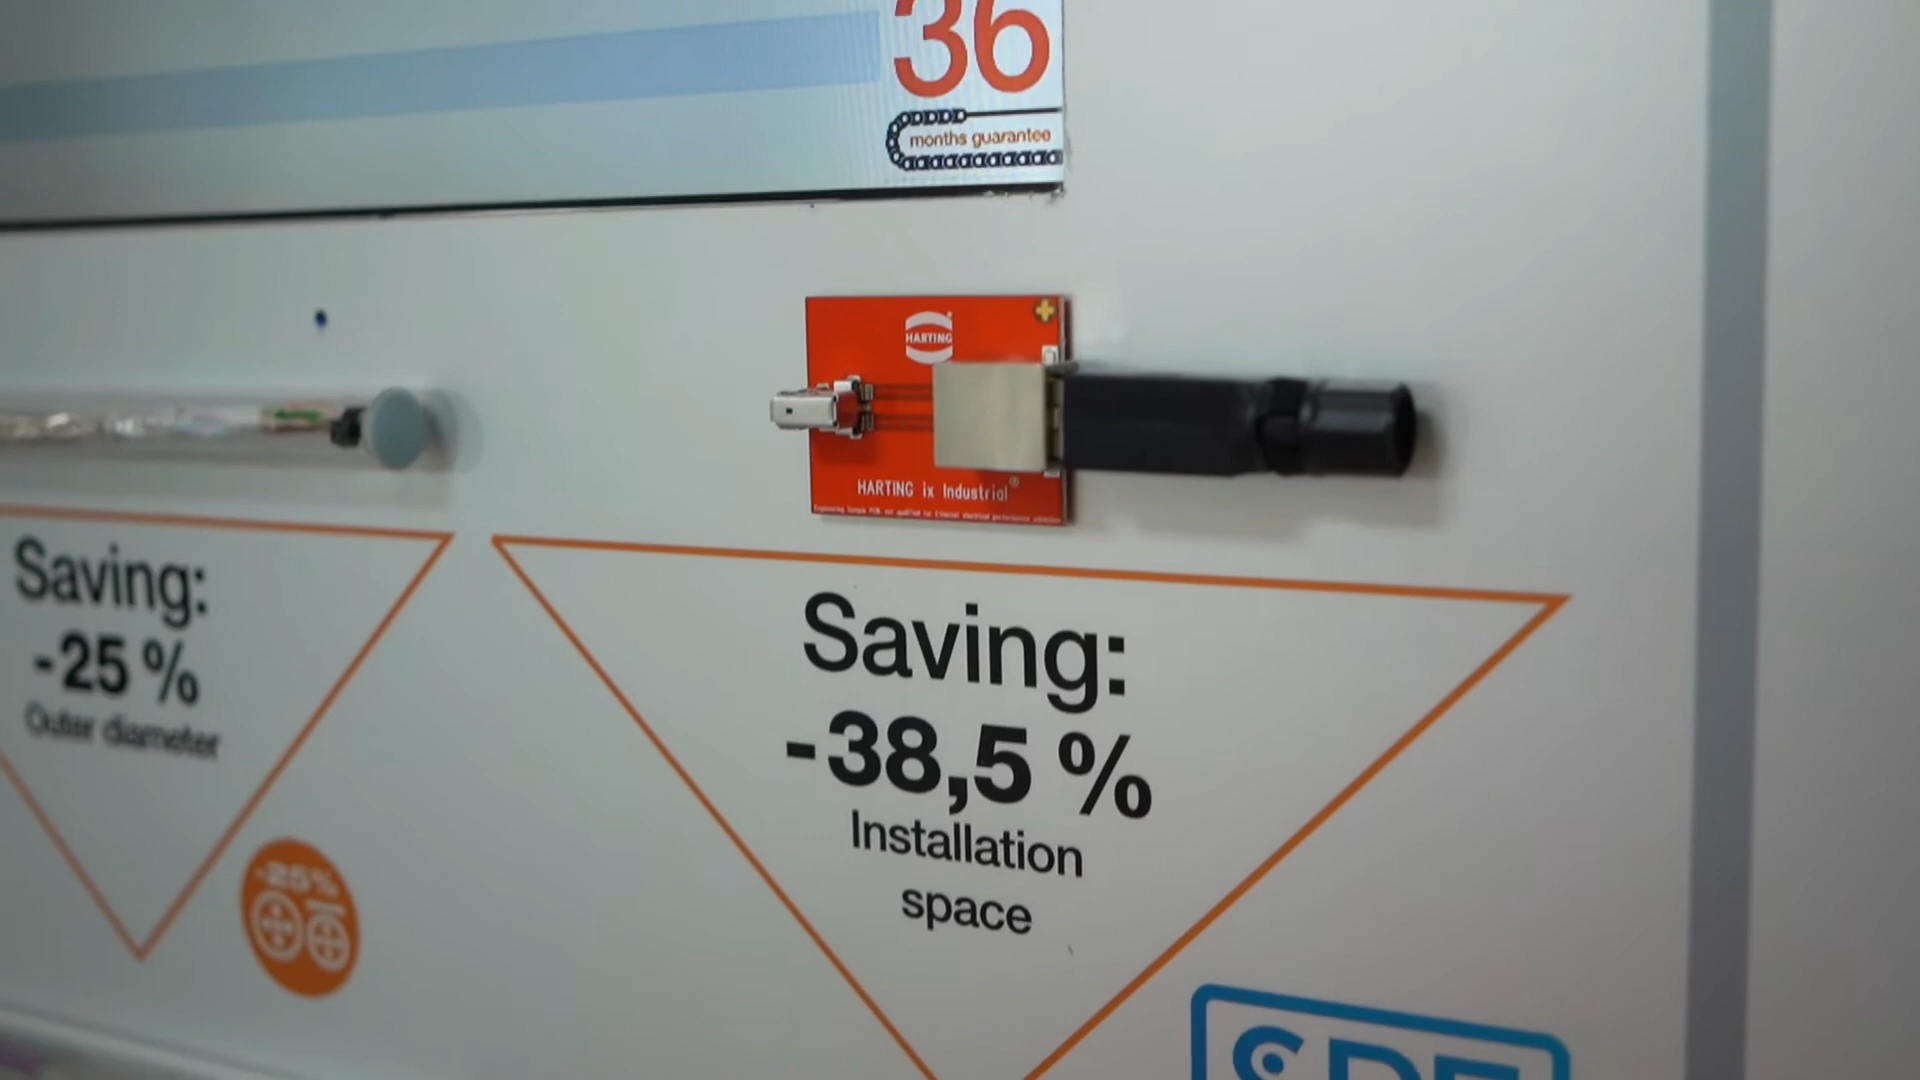 36
months guarantee
HARTING
HARTING ix Industrial®
Saving:
-25 %
Outer diameter
-25%
Saving:
-38,5 %
Installation
space